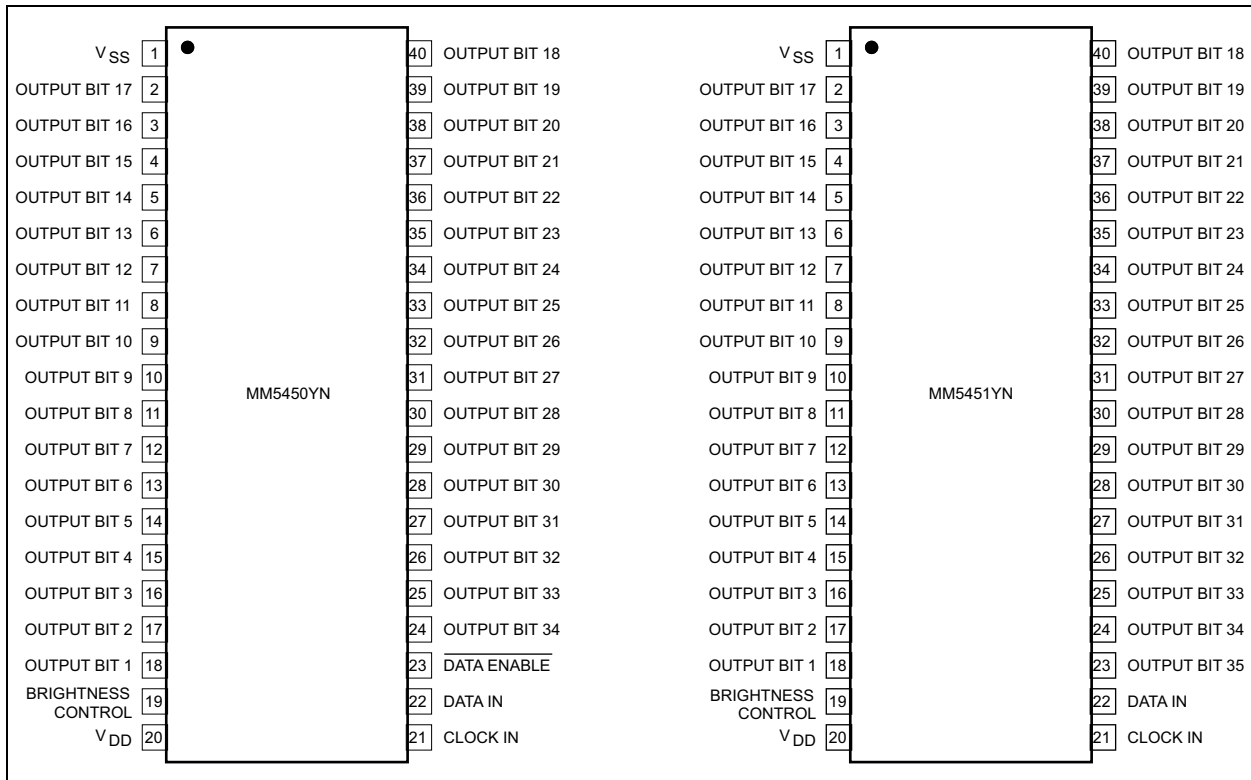 VSS 1 40 OUTPUT BIT 18
OUTPUT BIT 17 2 39 OUTPUT BIT 19
OUTPUT BIT 16 3 38 OUTPUT BIT 20
OUTPUT BIT 15 4 37 OUTPUT BIT 21
OUTPUT BIT 14 5 36 OUTPUT BIT 22
OUTPUT BIT 13 6 35 OUTPUT BIT 23
OUTPUT BIT 12 7 34 OUTPUT BIT 24
OUTPUT BIT 11 8 33 OUTPUT BIT 25
OUTPUT BIT 10 9 32 OUTPUT BIT 26
OUTPUT BIT 9 10 31 OUTPUT BIT 27
MM5450YN
OUTPUT BIT 8 11 30 OUTPUT BIT 28
OUTPUT BIT 7 12 29 OUTPUT BIT 29
OUTPUT BIT 6 13 28 OUTPUT BIT 30
OUTPUT BIT 5 14 27 OUTPUT BIT 31
OUTPUT BIT 4 15 26 OUTPUT BIT 32
OUTPUT BIT 3 16 25 OUTPUT BIT 33
OUTPUT BIT 2 17 24 OUTPUT BIT 34
OUTPUT BIT 1 18 23 DATA ENABLE
BRIGHTNESS
CONTROL 19 22 DATA IN
VDD 20 21 CLOCK IN
VSS 1 40 OUTPUT BIT 18
OUTPUT BIT 17 2 39 OUTPUT BIT 19
OUTPUT BIT 16 3 38 OUTPUT BIT 20
OUTPUT BIT 15 4 37 OUTPUT BIT 21
OUTPUT BIT 14 5 36 OUTPUT BIT 22
OUTPUT BIT 13 6 35 OUTPUT BIT 23
OUTPUT BIT 12 7 34 OUTPUT BIT 24
OUTPUT BIT 11 8 33 OUTPUT BIT 25
OUTPUT BIT 10 9 32 OUTPUT BIT 26
OUTPUT BIT 9 10 31 OUTPUT BIT 27
MM5451YN
OUTPUT BIT 8 11 30 OUTPUT BIT 28
OUTPUT BIT 7 12 29 OUTPUT BIT 29
OUTPUT BIT 6 13 28 OUTPUT BIT 30
OUTPUT BIT 5 14 27 OUTPUT BIT 31
OUTPUT BIT 4 15 26 OUTPUT BIT 32
OUTPUT BIT 3 16 25 OUTPUT BIT 33
OUTPUT BIT 2 17 24 OUTPUT BIT 34
OUTPUT BIT 1 18 23 OUTPUT BIT 35
BRIGHTNESS
CONTROL 19 22 DATA IN
VDD 20 21 CLOCK IN